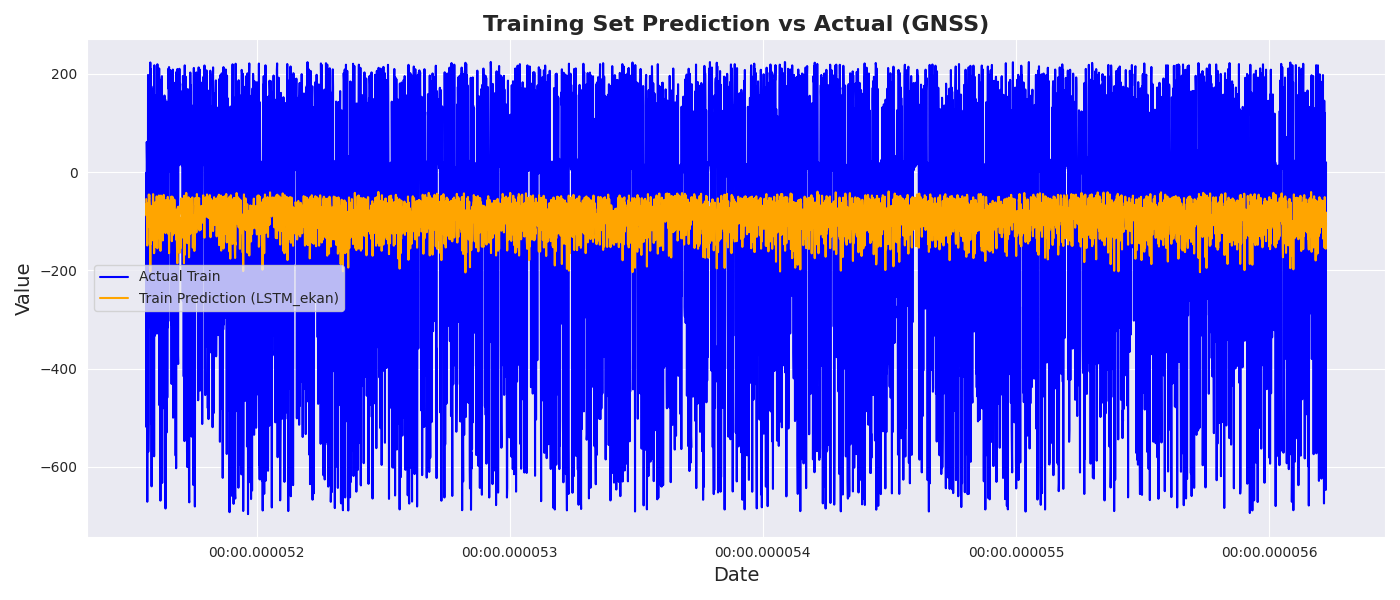 Training Set Prediction vs Actual (GNSS)
Value
200
0
−200
−400
−600
Actual Train
Train Prediction (LSTM_ekan)
00:00.000052
00:00.000053
00:00.000054
00:00.000055
00:00.000056
Date